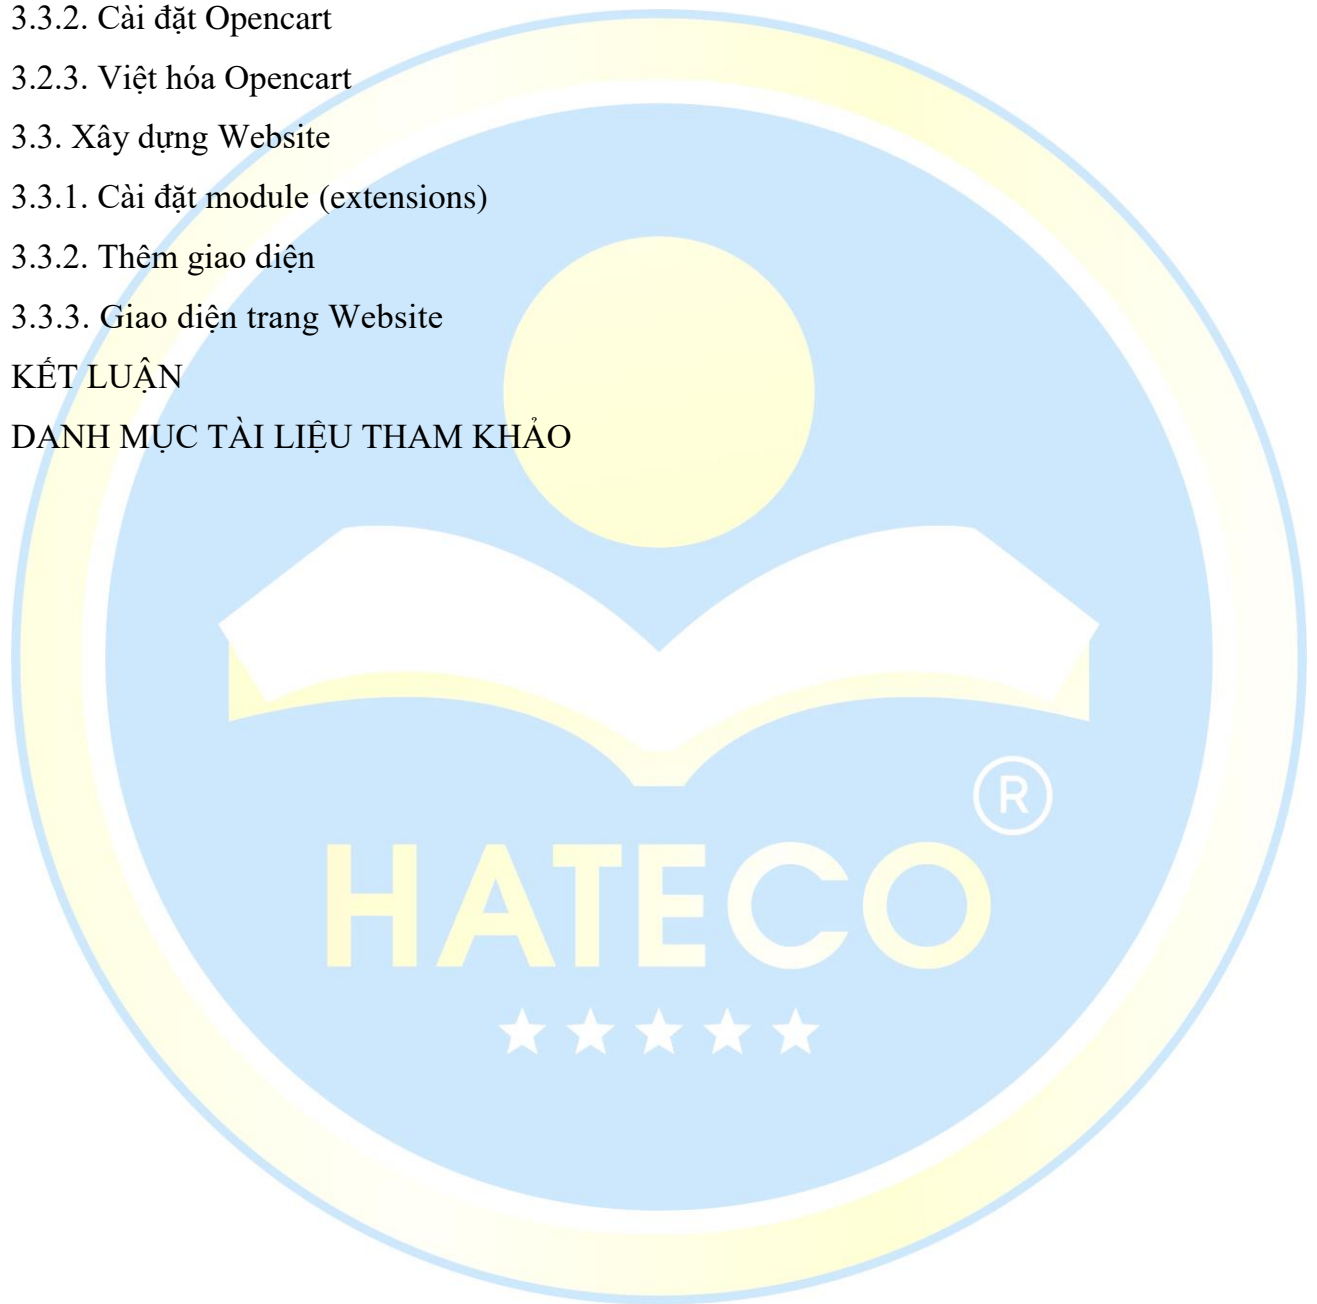 3.3.2. Cài đặt Opencart
3.2.3. Việt hóa Opencart
3.3. Xây dựng Website
3.3.1. Cài đặt module (extensions)
3.3.2. Thêm giao diện
3.3.3. Giao diện trang Website
KẾT LUẬN
DANH MỤC TÀI LIỆU THAM KHẢO
®
HATECO